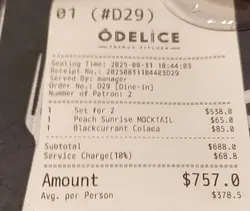 01 (#D29)
ÔDELICE
FRENCH EXPLORE
Seating Time: 2025-08-31 18:44:03
Receipt No.: 202508311844E3D29
Served By: manager
Order No.: D29 [Dine-in]
Number of Patron: 2
1 Set for 2 $538.0
1 Peach Sunrise MOCKTAIL $65.0
1 Blackcurrant Colada $85.0
Subtotal $688.0
Service Charge(10%) $68.8
Amount $757.0
Avg. per Person $378.5